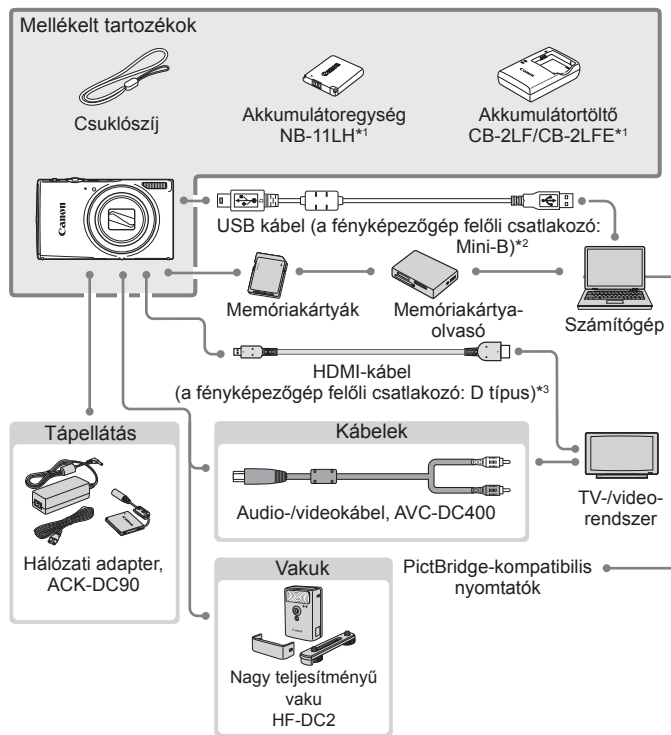 Mellékelt tartozékok
Csuklószíj
Akkumulátoregység
NB-11LH*1
Akkumulátortöltő
CB-2LF/CB-2LFE*1
Canon
USB kábel (a fényképezőgép felőli csatlakozó:
Mini-B)*2
Memóriakártyák
Memóriakártya-
olvasó
Számítógép
HDMI-kábel
(a fényképezőgép felőli csatlakozó: D típus)*3
Tápellátás
Hálózati adapter,
ACK-DC90
Kábelek
Audio-/videokábel, AVC-DC400
TV-/video-
rendszer
Vakuk
Nagy teljesítményű
vaku
HF-DC2
PictBridge-kompatibilis
nyomtatók